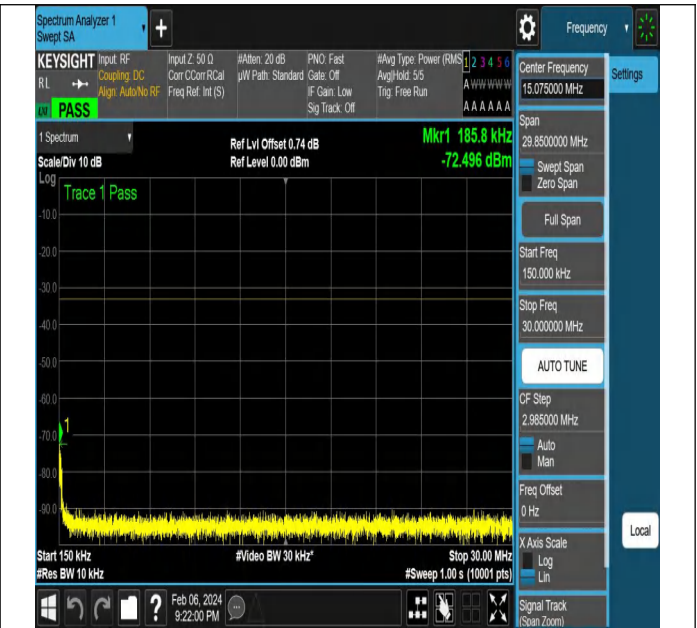 Spectrum Analyzer 1
Swept SA
Frequency
KEYSIGHT
RL
PASS
Input: RF
Coupling: DC
Align: Auto/No RF
Input Z: 50 Ω
Corr CCorr RCal
Freq Ref: Int (S)
#Atten: 20 dB
µW Path: Standard
PNO: Fast
Gate: Off
IF Gain: Low
Sig Track: Off
#Avg Type: Power (RMS
Avg|Hold: 5/5
Trig: Free Run
1 2 3 4 5 6
A W W W W W
A A A A A A
1 Spectrum
Scale/Div 10 dB
Ref Lvl Offset 0.74 dB
Ref Level 0.00 dBm
Mkr1 185.8 kHz
-72.496 dBm
Log
Trace 1 Pass
-10.0
-20.0
-30.0
-40.0
-50.0
-60.0
-70.0
-80.0
-90.0
1
Start 150 kHz
#Res BW 10 kHz
#Video BW 30 kHz*
Stop 30.00 MHz
#Sweep 1.00 s (10001 pts)
Feb 06, 2024
9:22:00 PM
Center Frequency
15.075000 MHz
Settings
Span
29.8500000 MHz
Swept Span
Zero Span
Full Span
Start Freq
150.000 kHz
Stop Freq
30.000000 MHz
AUTO TUNE
CF Step
2.985000 MHz
Auto
Man
Freq Offset
0 Hz
X Axis Scale
Log
Lin
Local
Signal Track
(Span Zoom)